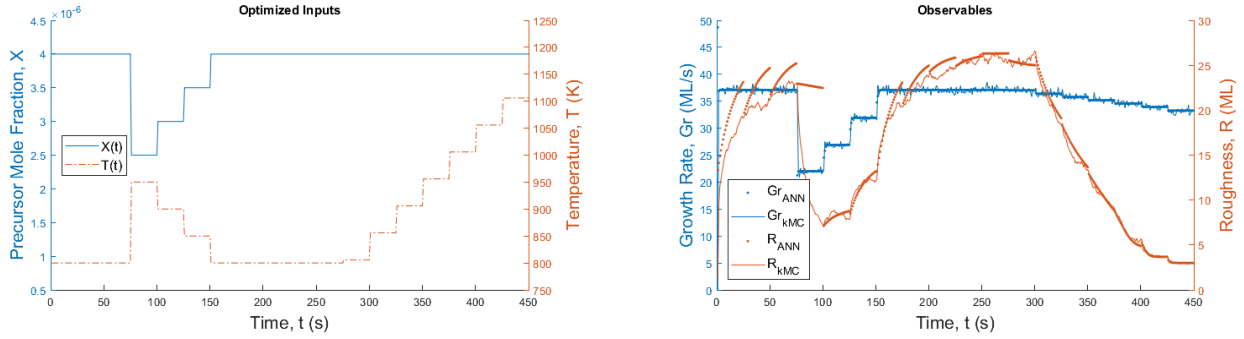 Optimized Inputs
×10⁻⁶
4.5
4
3.5
3
2.5
2
1.5
1
0.5
Precursor Mole Fraction, X
X(t)
T(t)
1250
1200
1150
1100
1050
1000
950
900
850
800
750
Temperature, T (K)
0 50 100 150 200 250 300 350 400 450
Time, t (s)
Observables
50
45
40
35
30
25
20
15
10
5
0
Growth Rate, Gr (ML/s)
Gr_ANN
Gr_kMC
R_ANN
R_kMC
30
25
20
15
10
5
0
Roughness, R (ML)
0 50 100 150 200 250 300 350 400 450
Time, t (s)